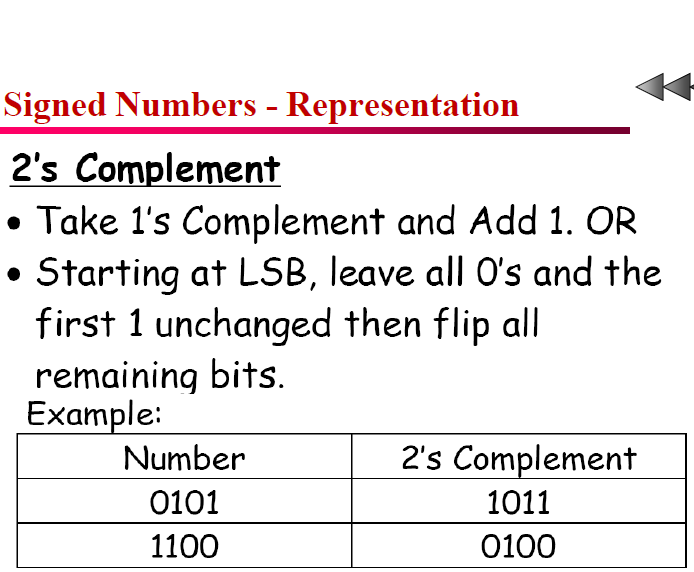 Signed Numbers - Representation
2's Complement
• Take 1's Complement and Add 1. OR
• Starting at LSB, leave all 0's and the
first 1 unchanged then flip all
remaining bits.
Example:
Number 2's Complement
0101 1011
1100 0100